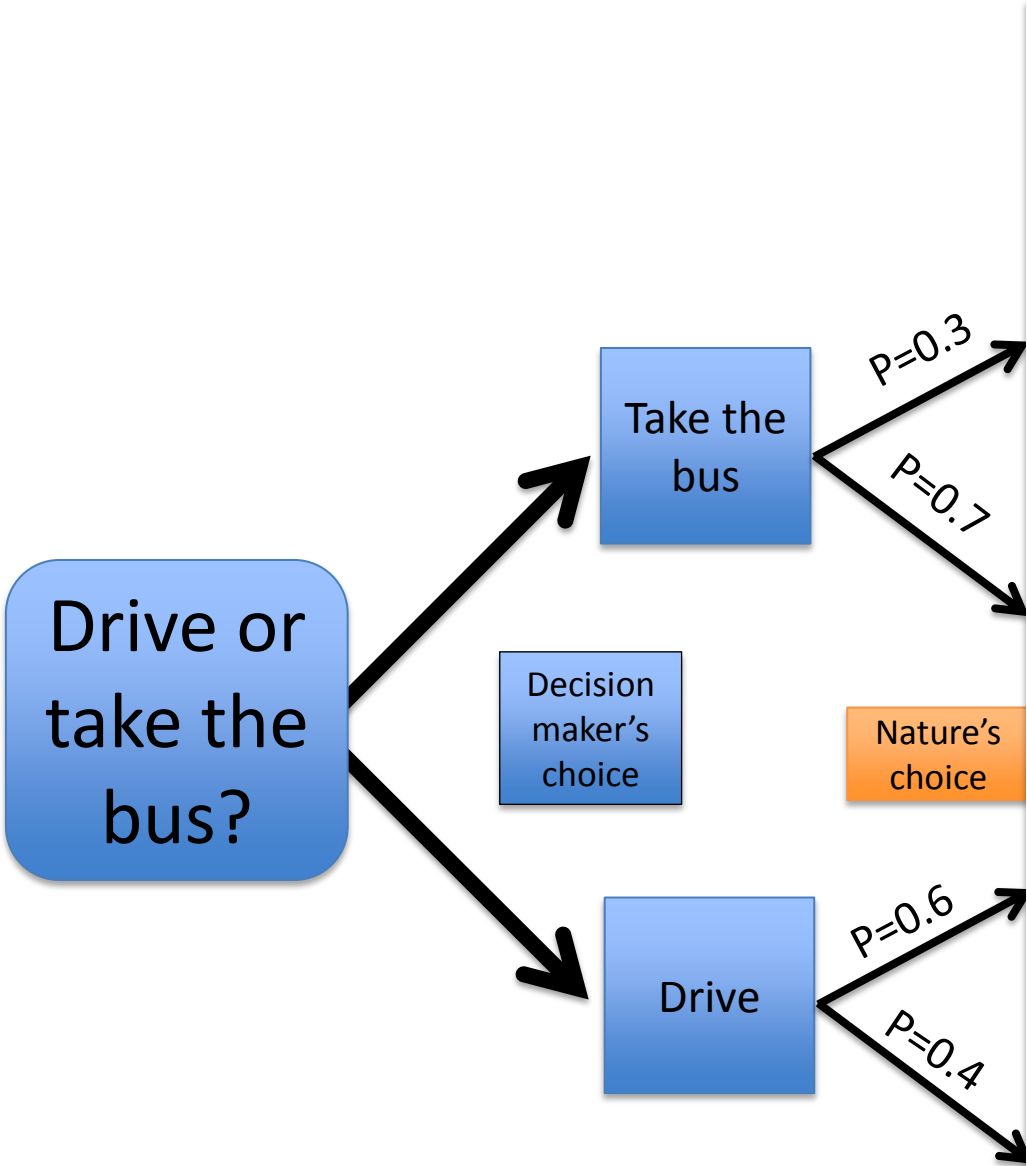 P=0.3
Take the
bus
P=0.7
Drive or
take the
bus?
Decision
maker’s
choice
Nature’s
choice
P=0.6
Drive
P=0.4